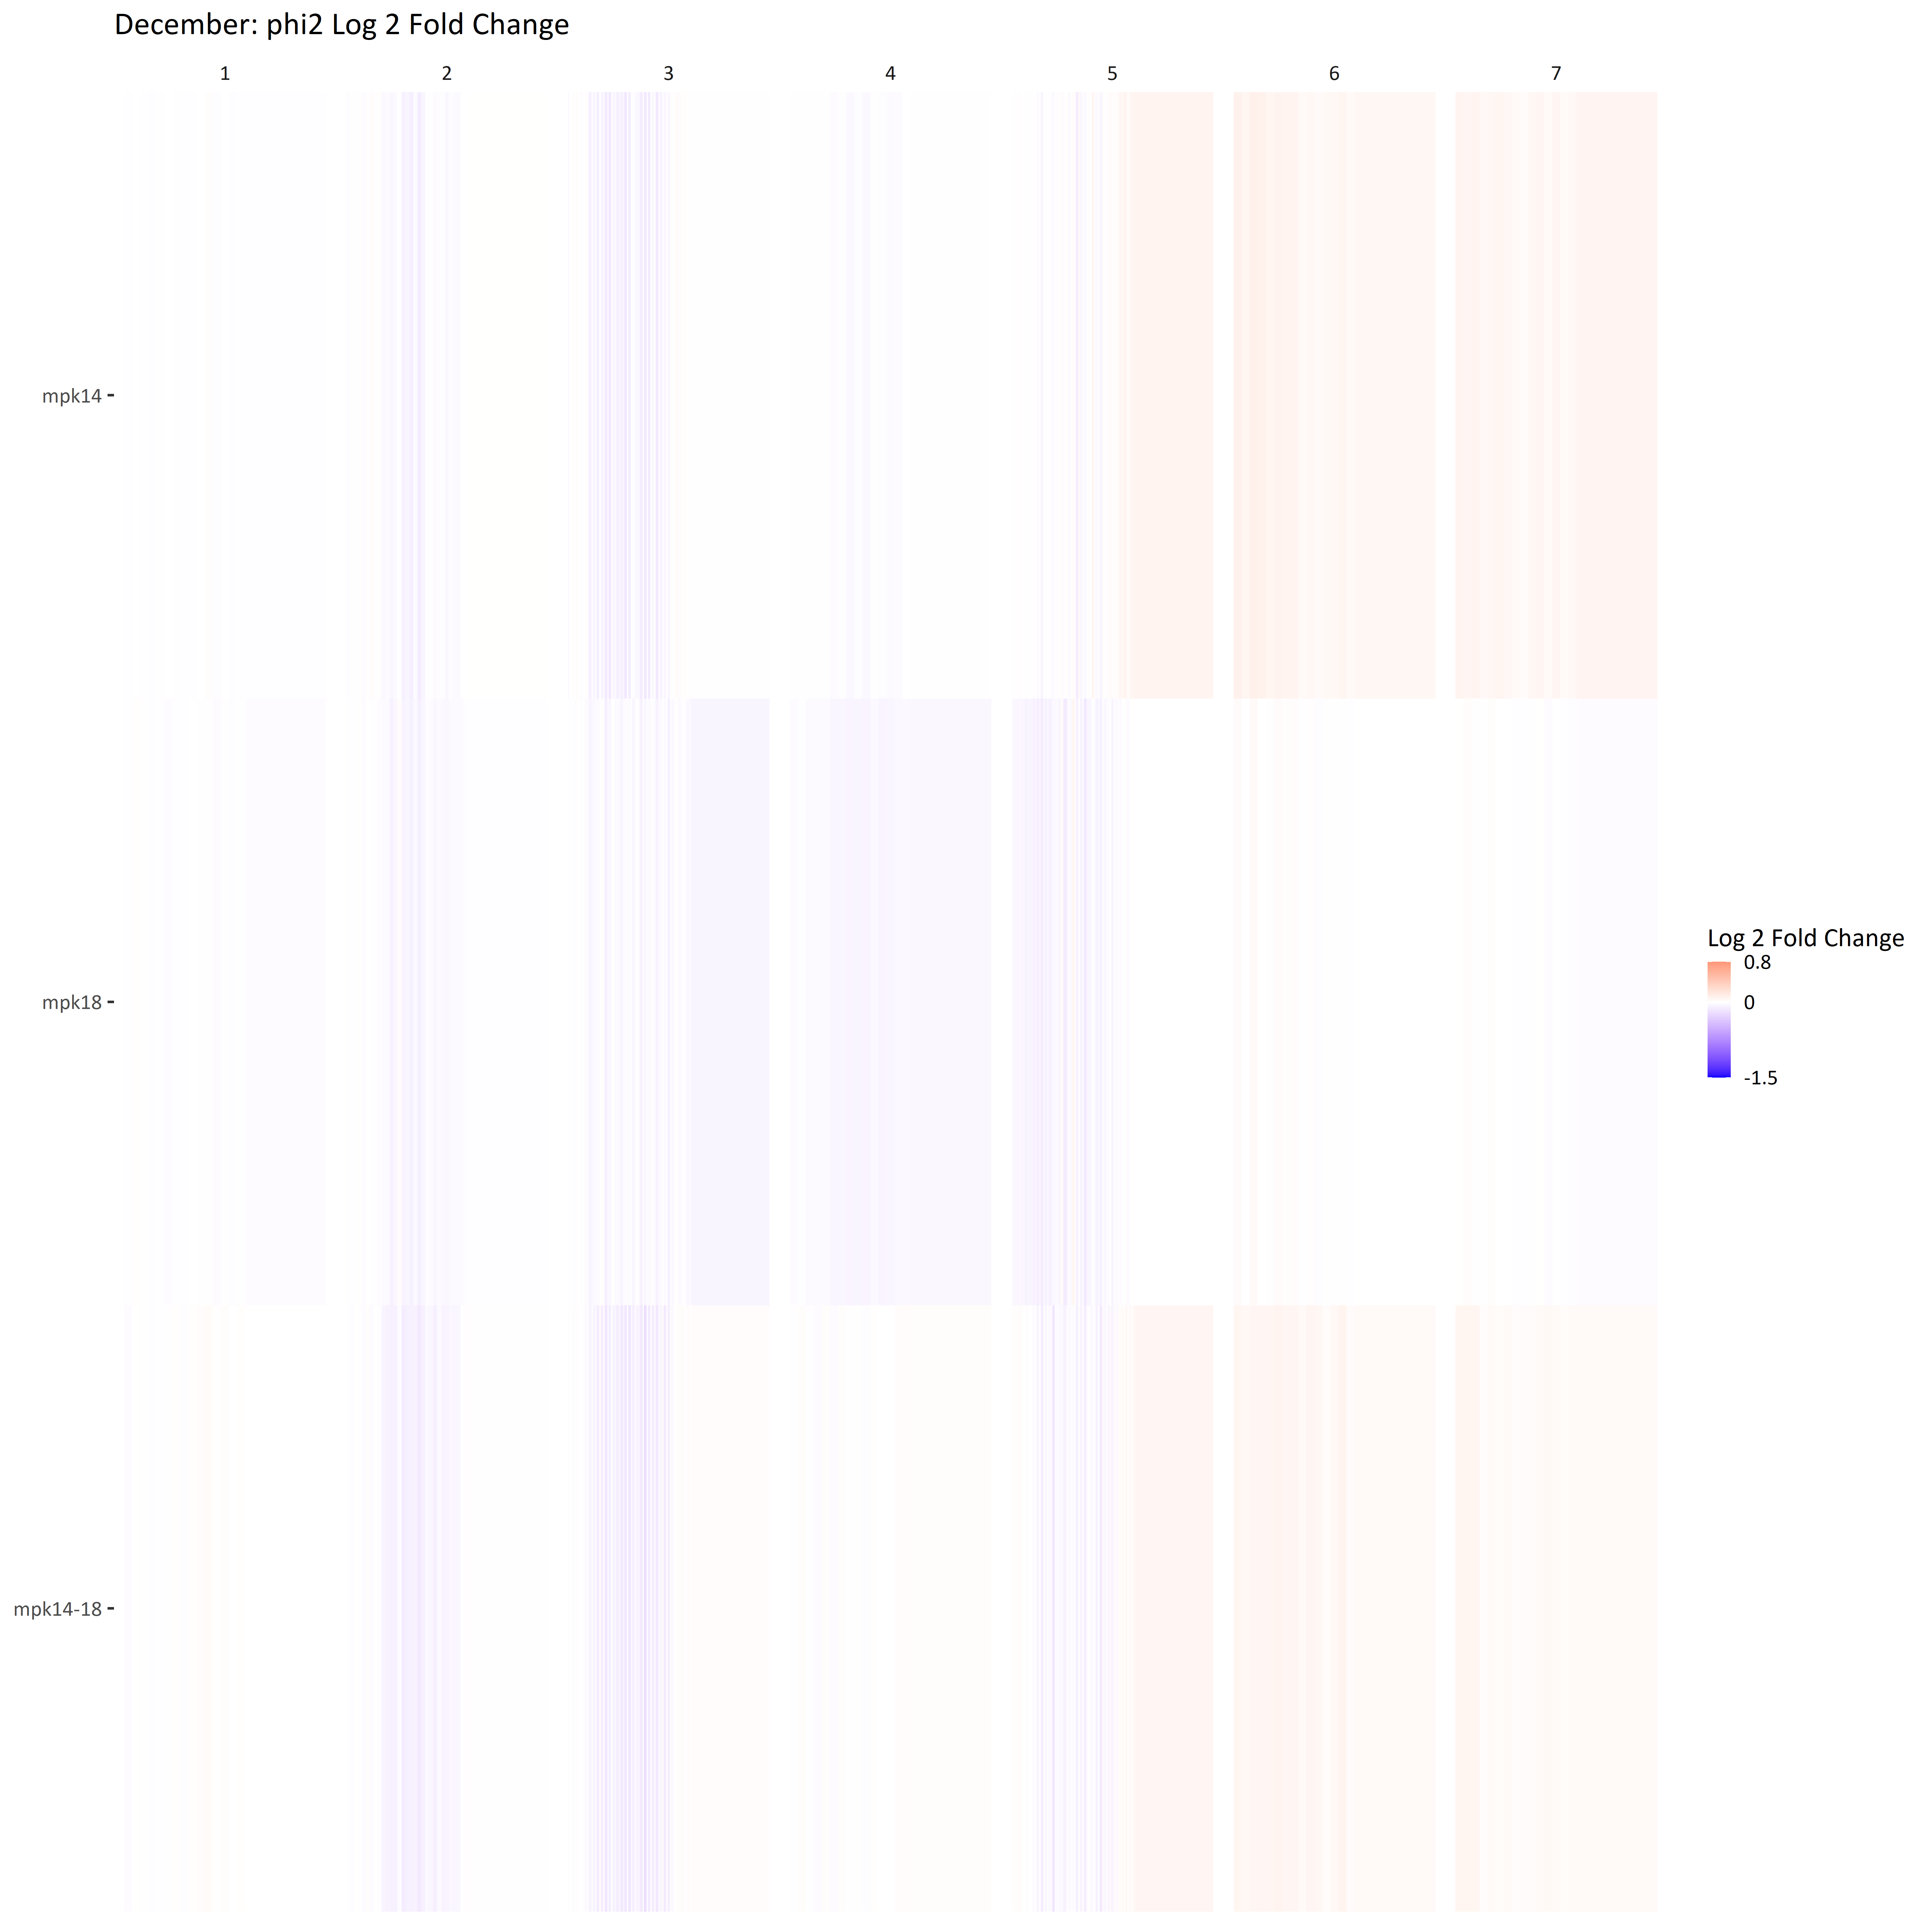 December: phi2 Log 2 Fold Change
1 2 3 4 5 6 7
mpk14
mpk18
mpk14-18
Log 2 Fold Change
0.8
0
-1.5